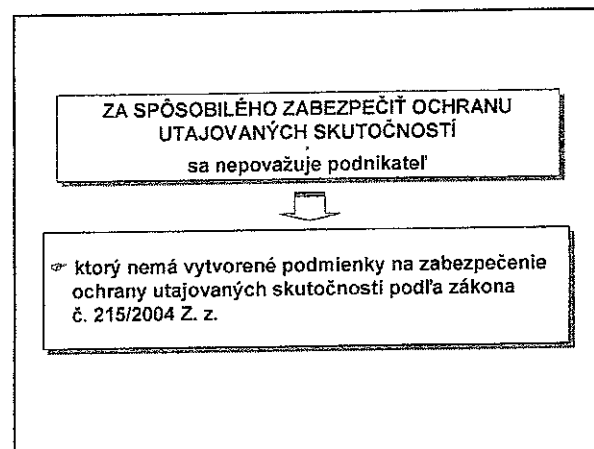 ZA SPÔSOBILÉHO ZABEZPEČIŤ OCHRANU
UTAJOVANÝCH SKUTOČNOSTÍ
sa nepovažuje podnikateľ
☞ ktorý nemá vytvorené podmienky na zabezpečenie
ochrany utajovaných skutočnosti podľa zákona
č. 215/2004 Z. z.